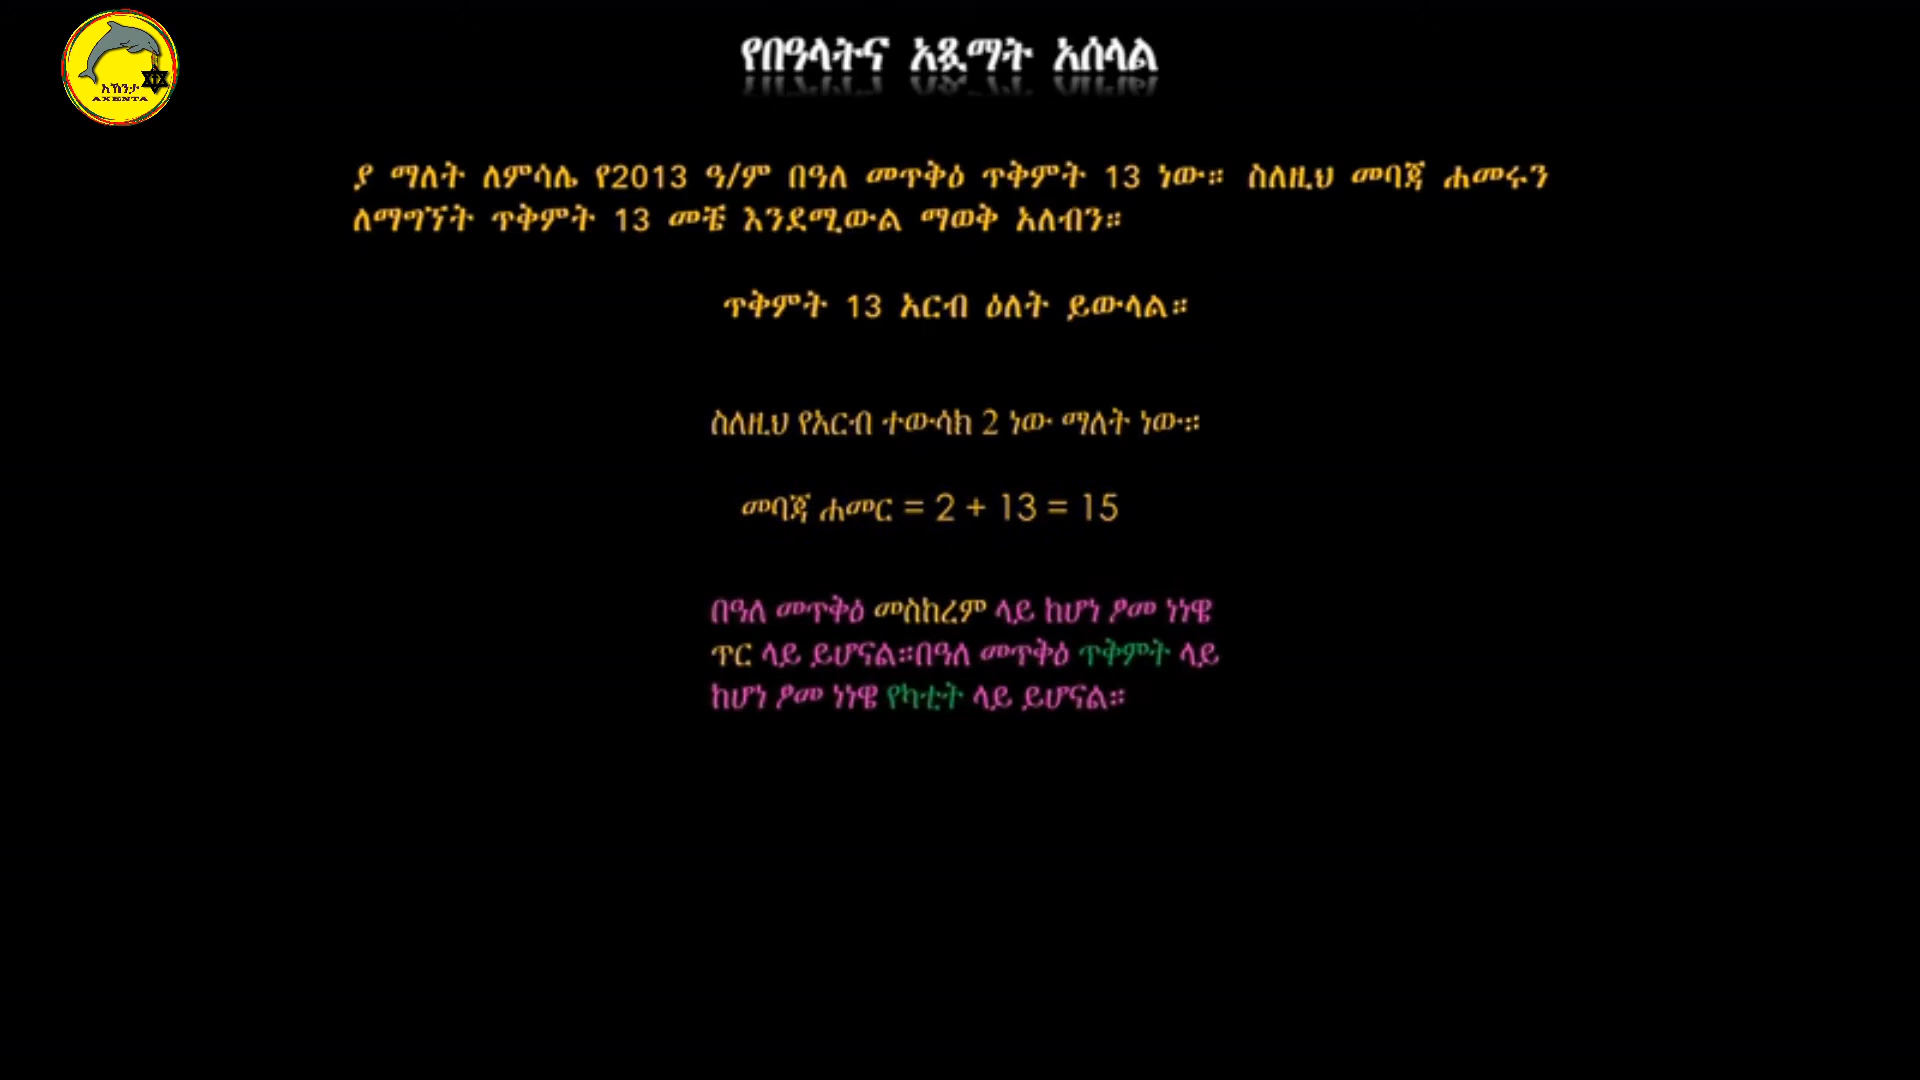 አኸንታ
AXENTA
የበዓላትና አጿማት አሰላል
ያ ማለት ለምሳሌ የ2013 ዓ/ም በዓለ መጥቅዕ ጥቅምት 13 ነው። ስለዚህ መባጃ ሐመሩን
ለማግኘት ጥቅምት 13 መቼ እንደሚውል ማወቅ አለብን።
ጥቅምት 13 አርብ ዕለት ይውላል።
ስለዚህ የአርብ ተውሳክ 2 ነው ማለት ነው።
መባጃ ሐመር = 2 + 13 = 15
በዓለ መጥቅዕ መስከረም ላይ ከሆነ ፆመ ነነዌ
ጥር ላይ ይሆናል።በዓለ መጥቅዕ ጥቅምት ላይ
ከሆነ ፆመ ነነዌ የካቲት ላይ ይሆናል።